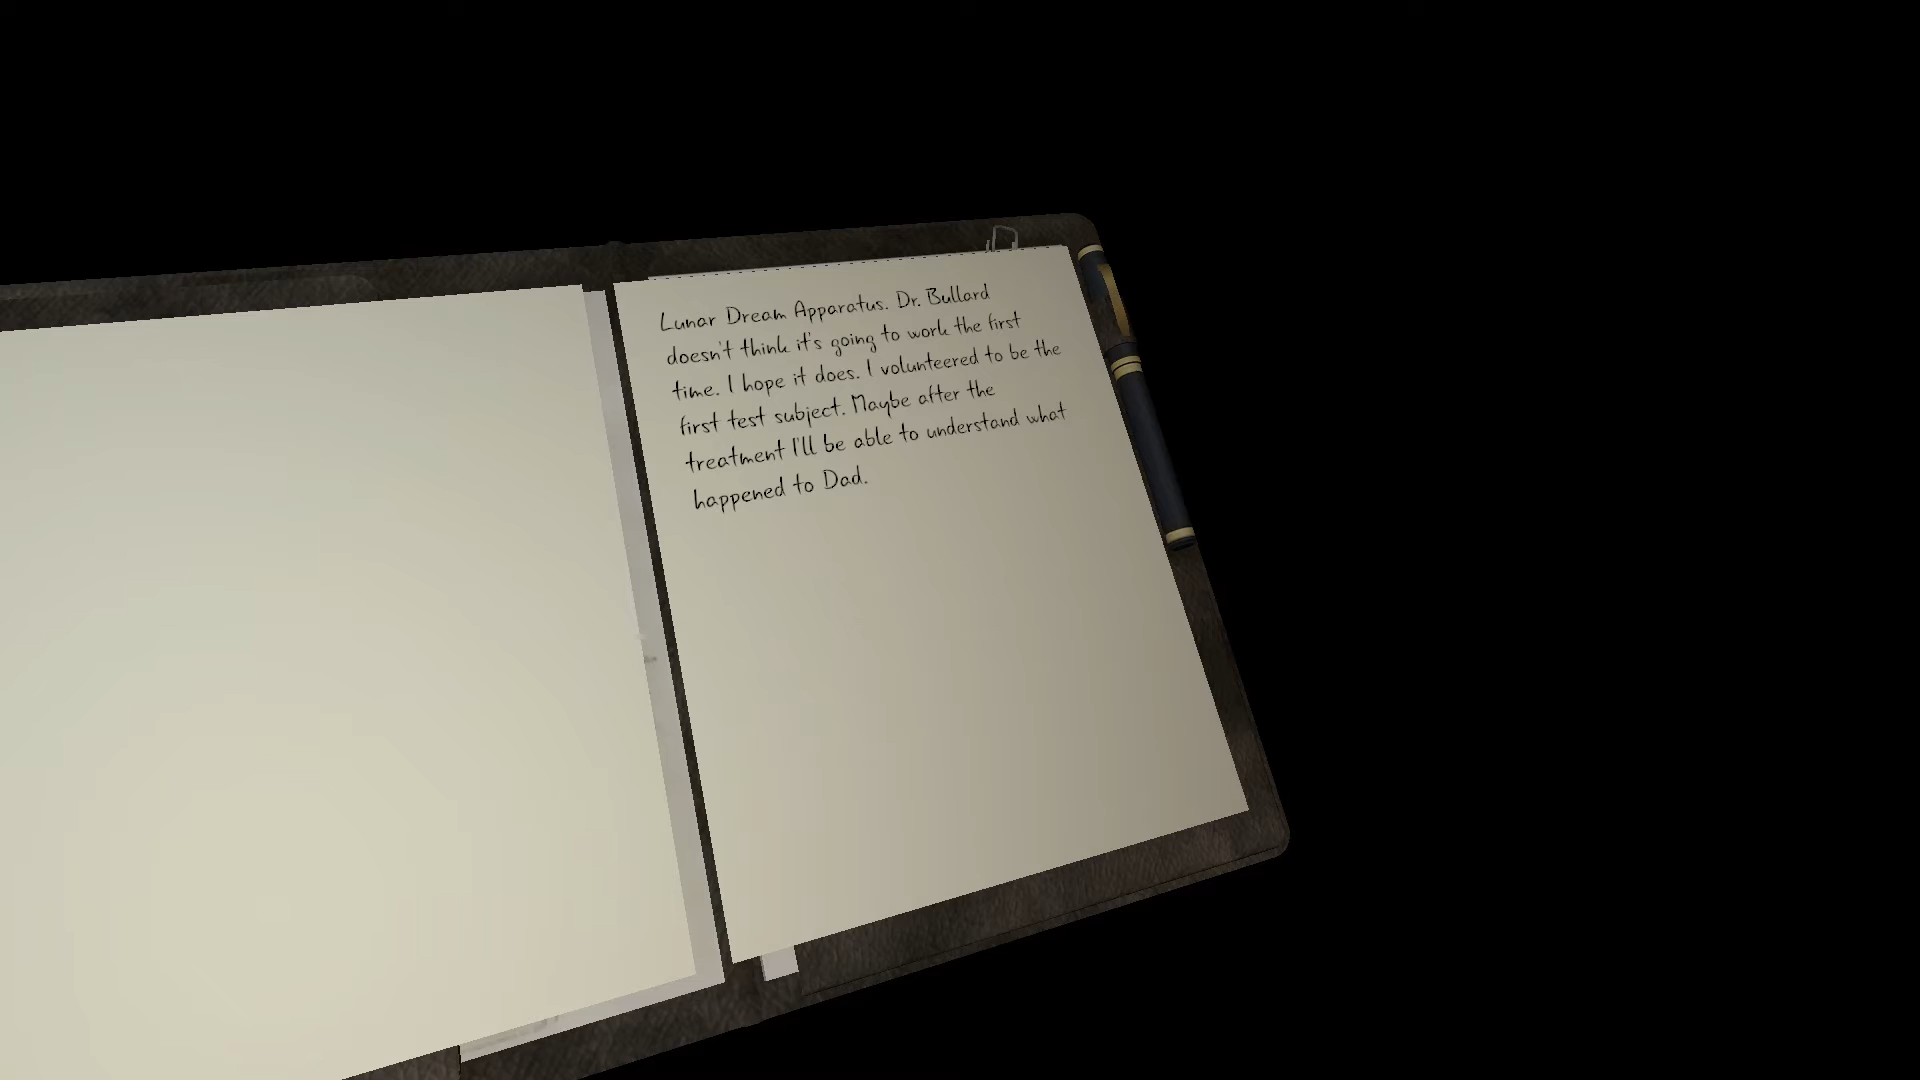 Lunar Dream Apparatus. Dr. Bullard
doesn't think it's going to work the first
time. I hope it does. I volunteered to be the
first test subject. Maybe after the
treatment I'll be able to understand what
happened to Dad.